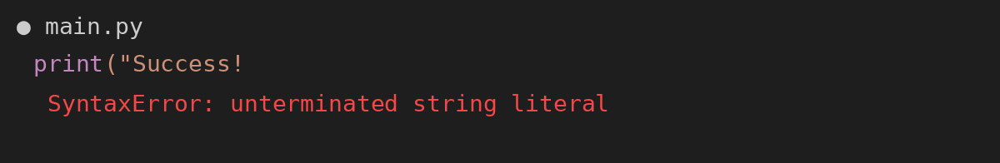 ● main.py
print("Success!
SyntaxError: unterminated string literal